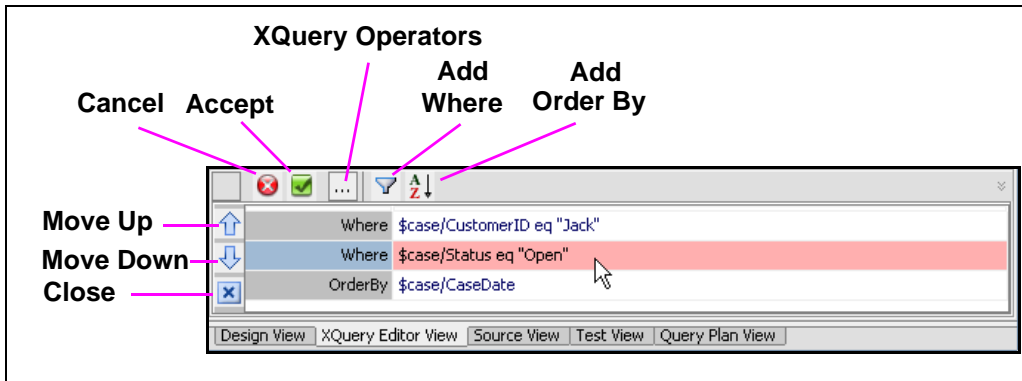 XQuery Operators
Add Where
Add Order By
Cancel
Accept
...
A
Z
Move Up
Where $case/CustomerID eq "Jack"
Move Down
Where $case/Status eq "Open"
Close
OrderBy $case/CaseDate
Design View XQuery Editor View Source View Test View Query Plan View